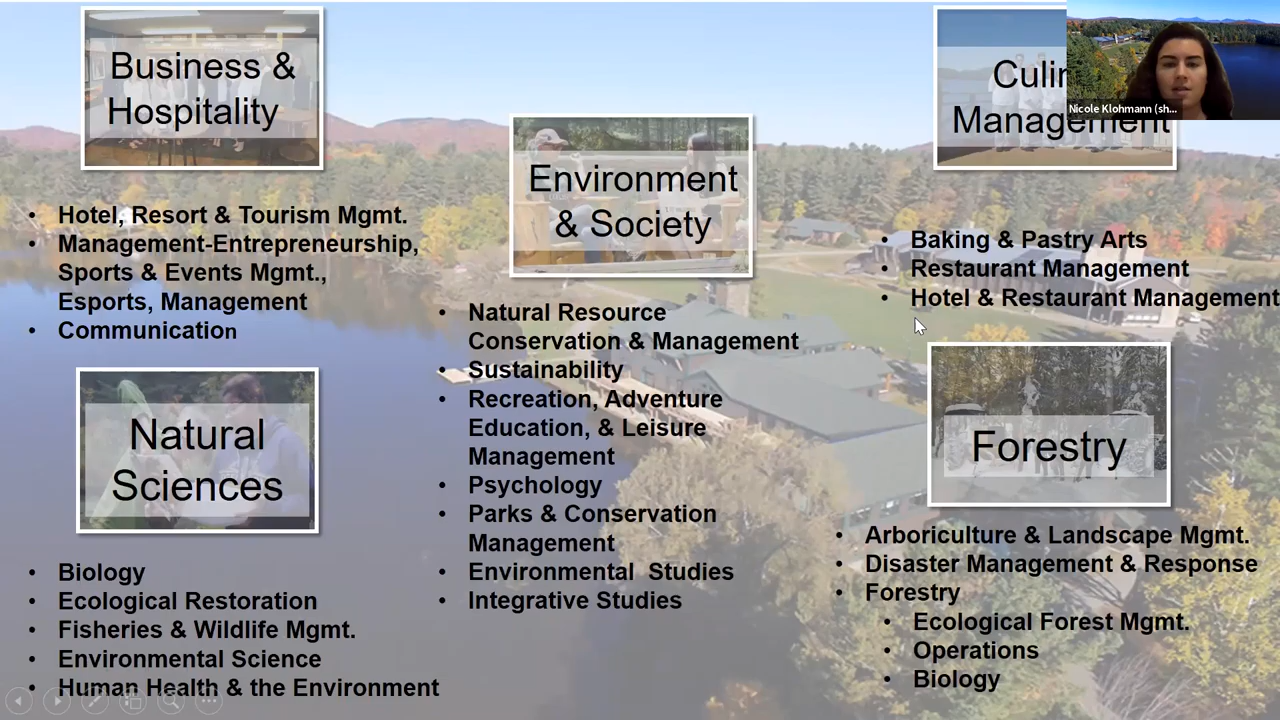 Business &
Hospitality
• Hotel, Resort & Tourism Mgmt.
• Management-Entrepreneurship,
Sports & Events Mgmt.,
Esports, Management
• Communication
Natural
Sciences
• Biology
• Ecological Restoration
• Fisheries & Wildlife Mgmt.
• Environmental Science
• Human Health & the Environment
Environment
& Society
• Natural Resource
Conservation & Management
• Sustainability
• Recreation, Adventure
Education, & Leisure
Management
• Psychology
• Parks & Conservation
Management
• Environmental Studies
• Integrative Studies
Management
Nicole Klohmann (sh...
• Baking & Pastry Arts
• Restaurant Management
• Hotel & Restaurant Management
Forestry
• Arboriculture & Landscape Mgmt.
• Disaster Management & Response
• Forestry
• Ecological Forest Mgmt.
• Operations
• Biology